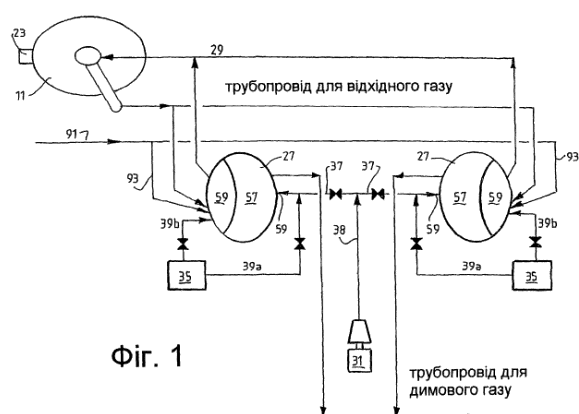 23
29
трубопровід для відхідного газу
11
91
27
37
37
27
93
93
59
57
57
59
59
59
39b
38
39b
39a
39a
35
35
Фіг. 1
31
трубопровід для
димового газу